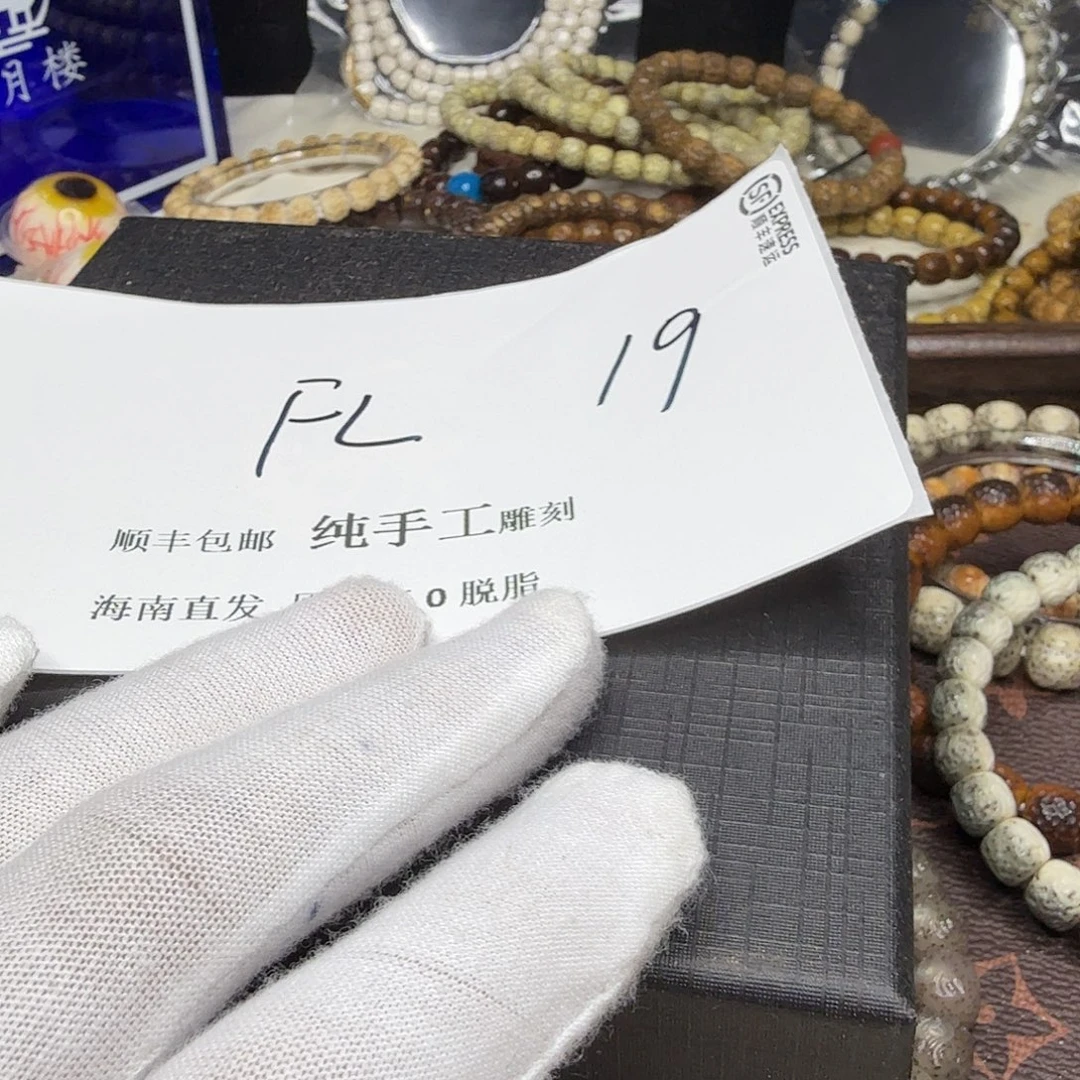 月楼
SF EXPRESS
顺丰速运
FL 19
顺丰包邮 纯手工雕刻
海南直发 0脱脂